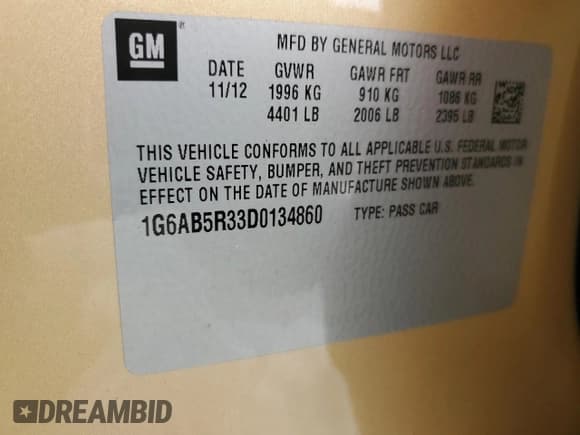 GM
MFD BY GENERAL MOTORS LLC
DATE GVWR GAWR FRT GAWR RR
11/12 1996 KG 910 KG 1086 KG
4401 LB 2006 LB 2395 LB
THIS VEHICLE CONFORMS TO ALL APPLICABLE U.S. FEDERAL MOTOR
VEHICLE SAFETY, BUMPER, AND THEFT PREVENTION STANDARDS IN
EFFECT ON THE DATE OF MANUFACTURE SHOWN ABOVE.
1G6AB5R33D0134860 TYPE: PASS CAR
DREAMBID